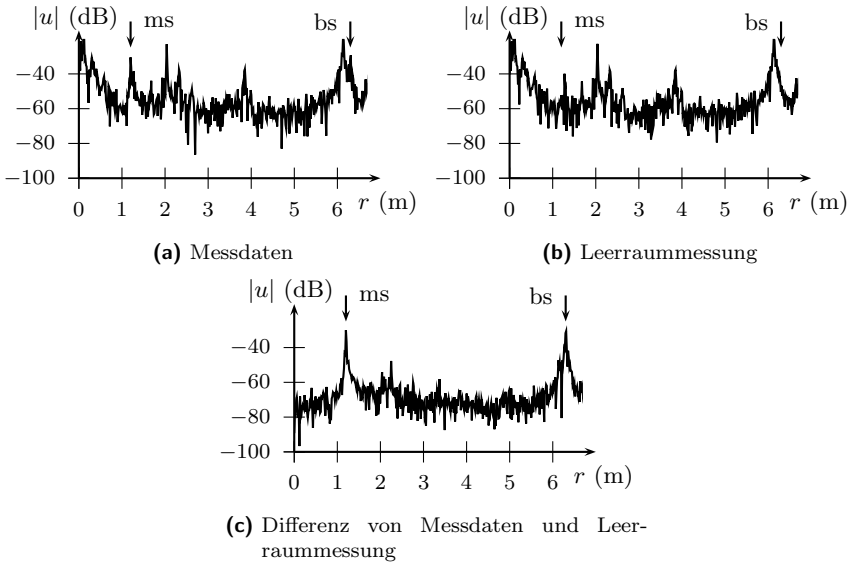 |u| (dB)
ms
bs
−40
−60
−80
−100
0 1 2 3 4 5 6 r (m)
(a) Messdaten
|u| (dB)
ms
bs
−40
−60
−80
−100
0 1 2 3 4 5 6 r (m)
(b) Leerraummessung
|u| (dB)
ms
bs
−40
−60
−80
−100
0 1 2 3 4 5 6 r (m)
(c) Differenz von Messdaten und Leer-
raummessung